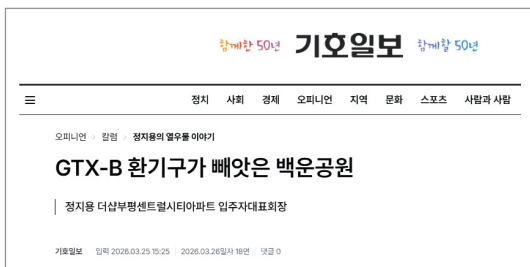 함께한 50년 기호일보 함께할 50년
정치 사회 경제 오피니언 지역 문화 스포츠 사람과 사람
오피니언 > 칼럼 > 정지용의 열우물 이야기
GTX-B 환기구가 빼앗은 백운공원
정지용 더샵부평센트럴시티아파트 입주자대표회장
기호일보 입력 2026.03.25 15:25 2026.03.26일자 18면 댓글 0